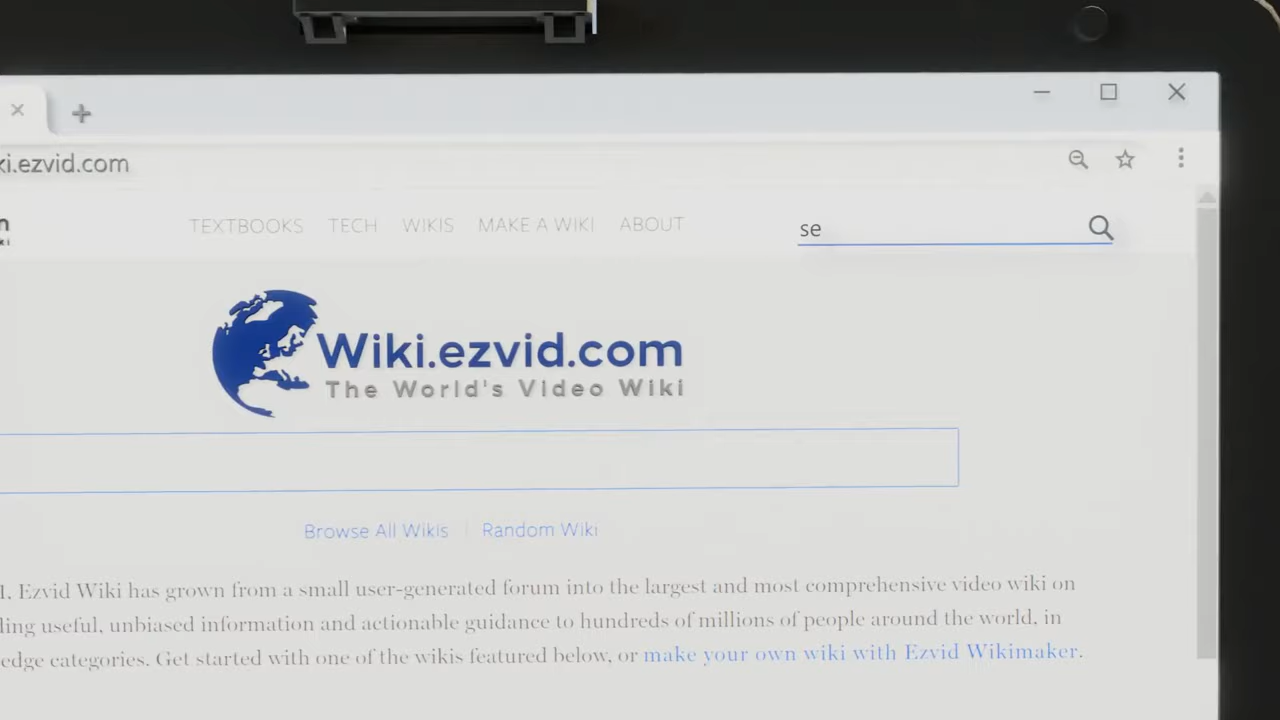 ki.ezvid.com
TEXTBOOKS TECH WIKIS MAKE A WIKI ABOUT
se
Wiki.ezvid.com
The World's Video Wiki
Browse All Wikis | Random Wiki
Ezvid Wiki has grown from a small user-generated forum into the largest and most comprehensive video wiki on
ling useful, unbiased information and actionable guidance to hundreds of millions of people around the world, in
edge categories. Get started with one of the wikis featured below, or make your own wiki with Ezvid Wikimaker.